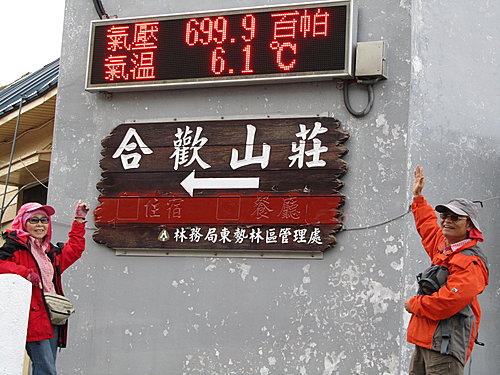 氣壓 699.9 百帕
氣溫 6.1 ℃
合歡山莊
住宿 餐廳
林務局東勢林區管理處